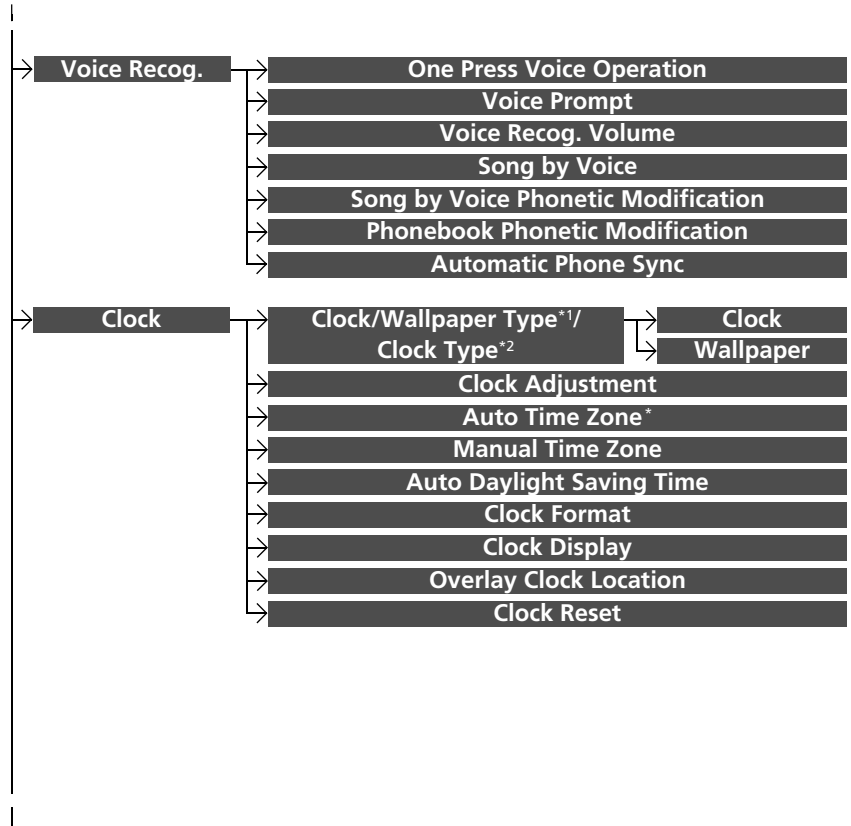 Voice Recog.
One Press Voice Operation
Voice Prompt
Voice Recog. Volume
Song by Voice
Song by Voice Phonetic Modification
Phonebook Phonetic Modification
Automatic Phone Sync
Clock
Clock/Wallpaper Type*1/
Clock Type*2
Clock
Wallpaper
Clock Adjustment
Auto Time Zone*
Manual Time Zone
Auto Daylight Saving Time
Clock Format
Clock Display
Overlay Clock Location
Clock Reset